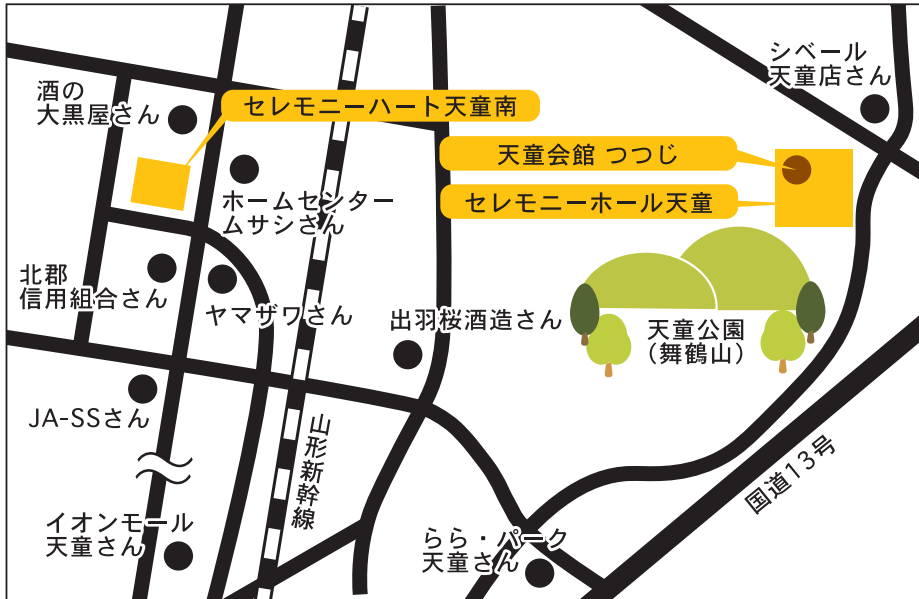 シベール
天童店さん
酒の
大黒屋さん
セレモニーハート天童南
天童会館 つつじ
セレモニーホール天童
ホームセンター
ムサシさん
北郡
信用組合さん
ヤマザワさん
出羽桜酒造さん
天童公園
(舞鶴山)
JA-SSさん
山形新幹線
国道13号
イオンモール
天童さん
らら・パーク
天童さん